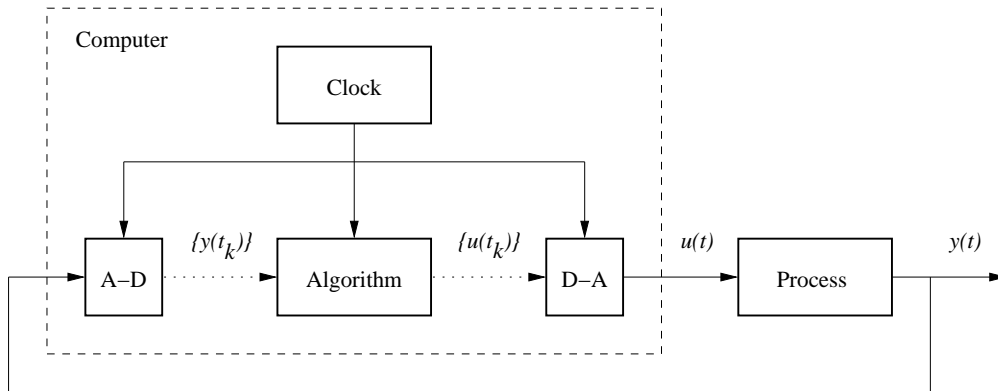 Computer
Clock
{y(t_k)}
{u(t_k)}
u(t)
y(t)
A–D
Algorithm
D–A
Process